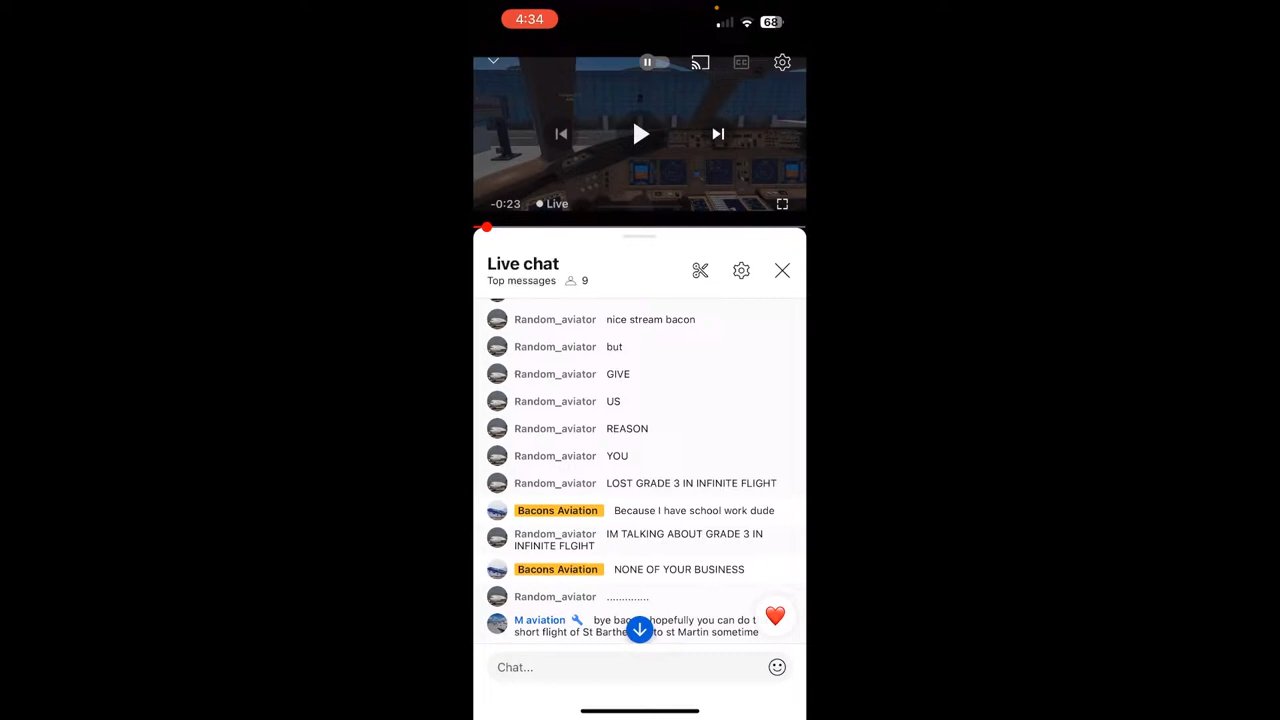 4:34
68
CC
-0:23 Live
Live chat
Top messages 9
Random_aviator nice stream bacon
Random_aviator but
Random_aviator GIVE
Random_aviator US
Random_aviator REASON
Random_aviator YOU
Random_aviator LOST GRADE 3 IN INFINITE FLIGHT
Bacons Aviation Because I have school work dude
Random_aviator IM TALKING ABOUT GRADE 3 IN
INFINITE FLGIHT
Bacons Aviation NONE OF YOUR BUSINESS
Random_aviator ..............
M aviation bye hopefully you can do
short flight of St to st Martin sometime
Chat...